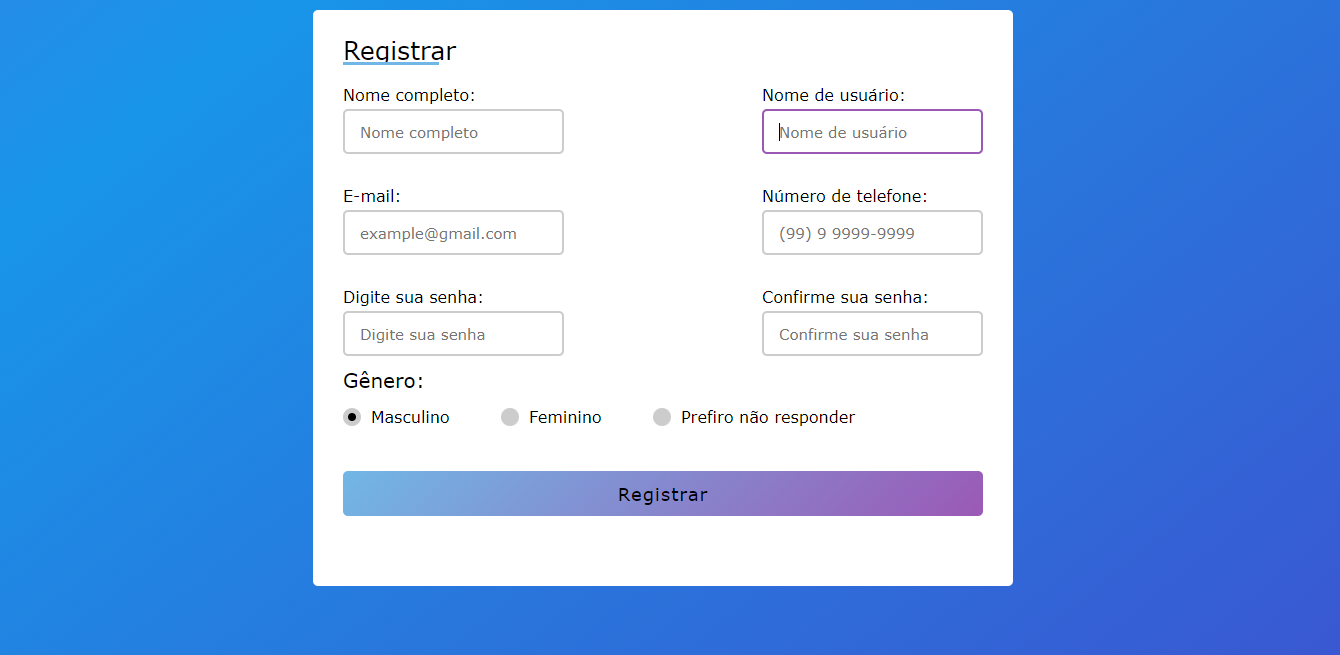 Registrar
Nome completo: Nome de usuário:
Nome completo Nome de usuário
E-mail: Número de telefone:
example@gmail.com (99) 9 9999-9999
Digite sua senha: Confirme sua senha:
Digite sua senha Confirme sua senha
Gênero:
Masculino Feminino Prefiro não responder
Registrar